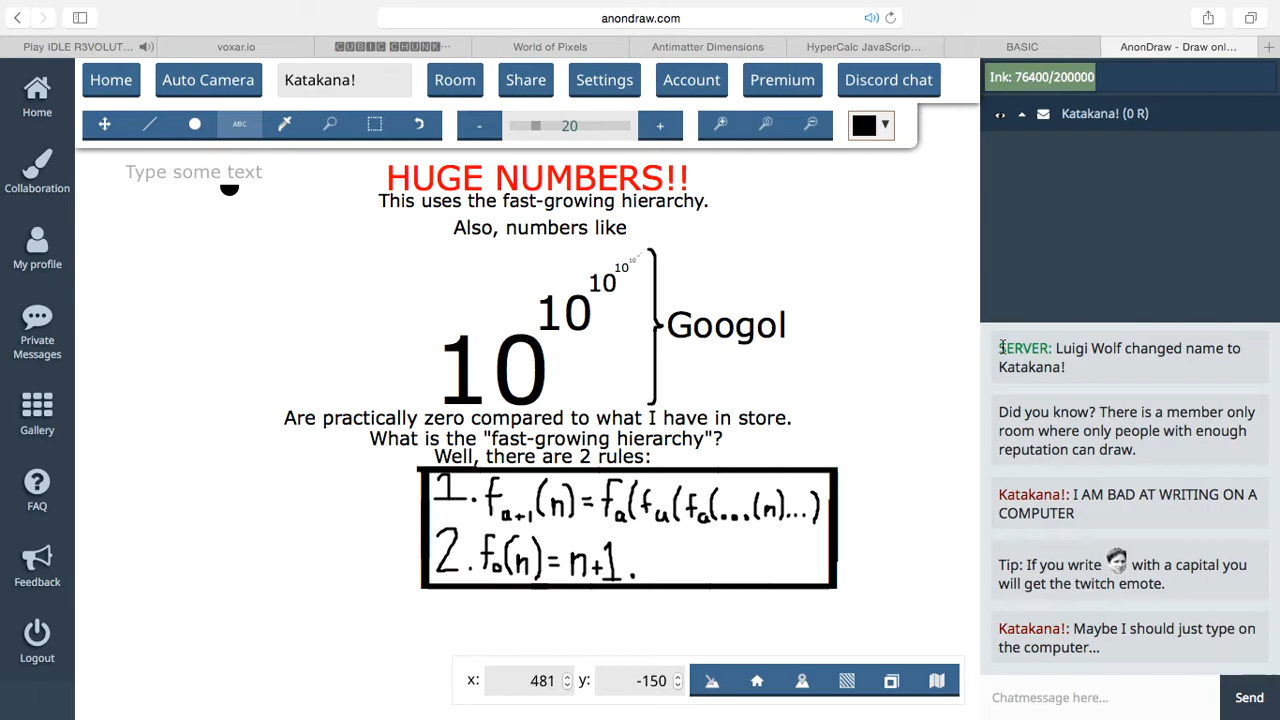 anondraw.com
Play IDLE R3VOLUT...
voxar.io
CUBIC CHUNK...
World of Pixels
Antimatter Dimensions
HyperCalc JavaScrip...
BASIC
AnonDraw - Draw onl...
Home
Auto Camera
Katakana!
Room
Share
Settings
Account
Premium
Discord chat
ABC
-
20
+
Home
Collaboration
My profile
Private
Messages
Gallery
FAQ
Feedback
Logout
Type some text
HUGE NUMBERS!!
This uses the fast-growing hierarchy.
Also, numbers like
10^10^10^10^10
Googol
Are practically zero compared to what I have in store.
What is the "fast-growing hierarchy"?
Well, there are 2 rules:
1. fₐ₊₁(n)=fₐ(fᵤ(fₐ(...(n)...)
2. f₀(n)=n+1.
x:
481
y:
-150
Ink: 76400/200000
Katakana! (0 R)
SERVER: Luigi Wolf changed name to
Katakana!
Did you know? There is a member only
room where only people with enough
reputation can draw.
Katakana!: I AM BAD AT WRITING ON A
COMPUTER
Tip: If you write with a capital you
will get the twitch emote.
Katakana!: Maybe I should just type on
the computer...
Chatmessage here...
Send